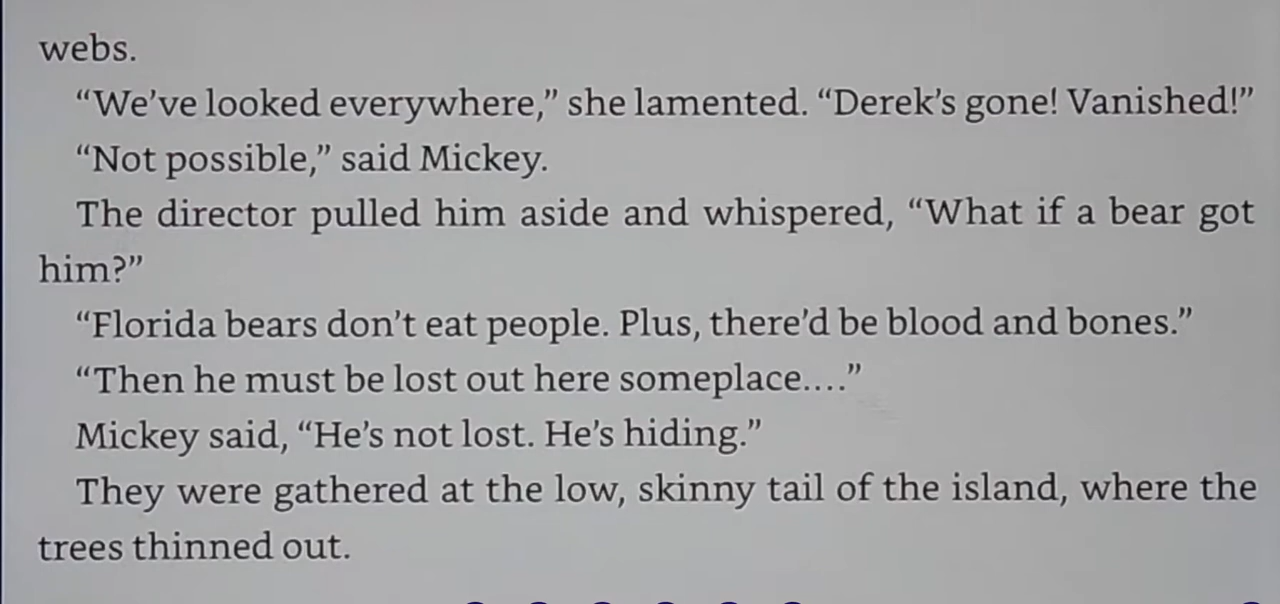 webs.
“We’ve looked everywhere,” she lamented. “Derek’s gone! Vanished!”
“Not possible,” said Mickey.
The director pulled him aside and whispered, “What if a bear got
him?”
“Florida bears don’t eat people. Plus, there’d be blood and bones.”
“Then he must be lost out here someplace....”
Mickey said, “He’s not lost. He’s hiding.”
They were gathered at the low, skinny tail of the island, where the
trees thinned out.